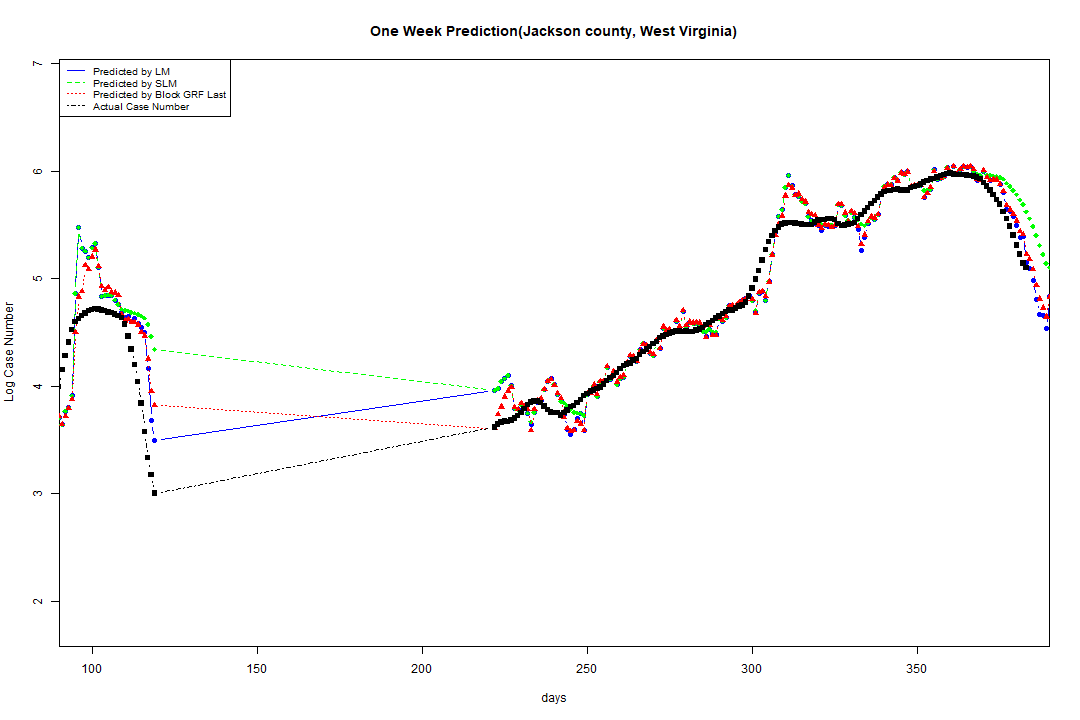 One Week Prediction(Jackson county, West Virginia)
Predicted by LM
Predicted by SLM
Predicted by Block GRF Last
Actual Case Number
7
6
5
4
3
2
Log Case Number
100 150 200 250 300 350
days